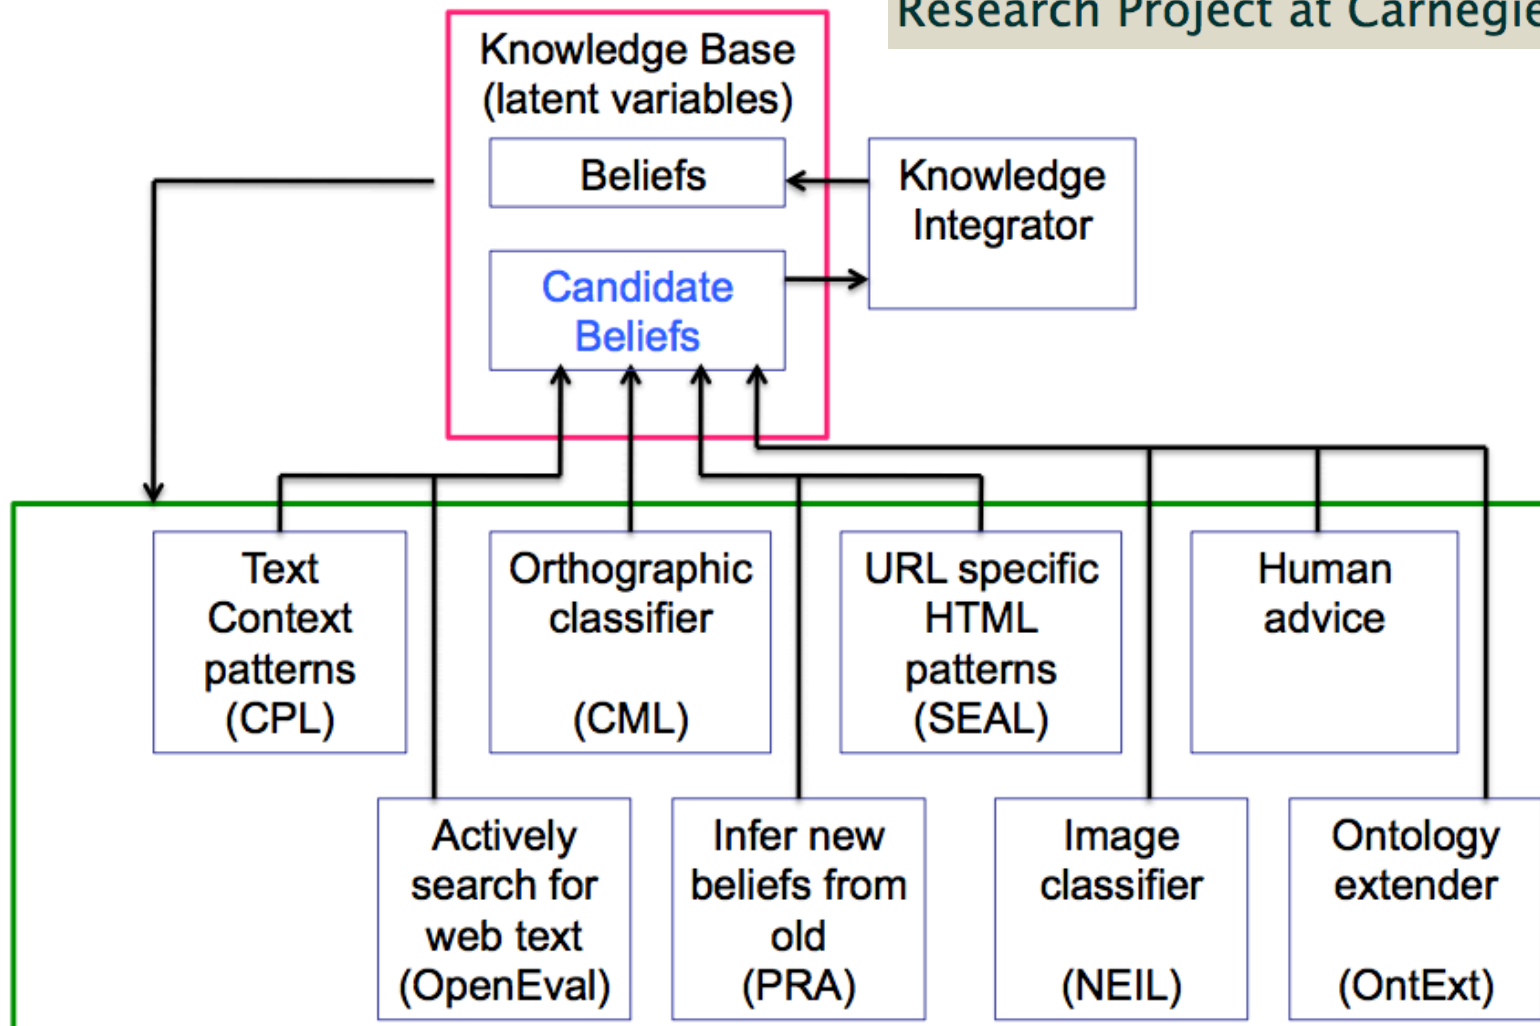 Research Project at Carnegie
Knowledge Base
(latent variables)
Beliefs
Knowledge
Integrator
Candidate
Beliefs
Text
Context
patterns
(CPL)
Orthographic
classifier
(CML)
URL specific
HTML
patterns
(SEAL)
Human
advice
Actively
search for
web text
(OpenEval)
Infer new
beliefs from
old
(PRA)
Image
classifier
(NEIL)
Ontology
extender
(OntExt)